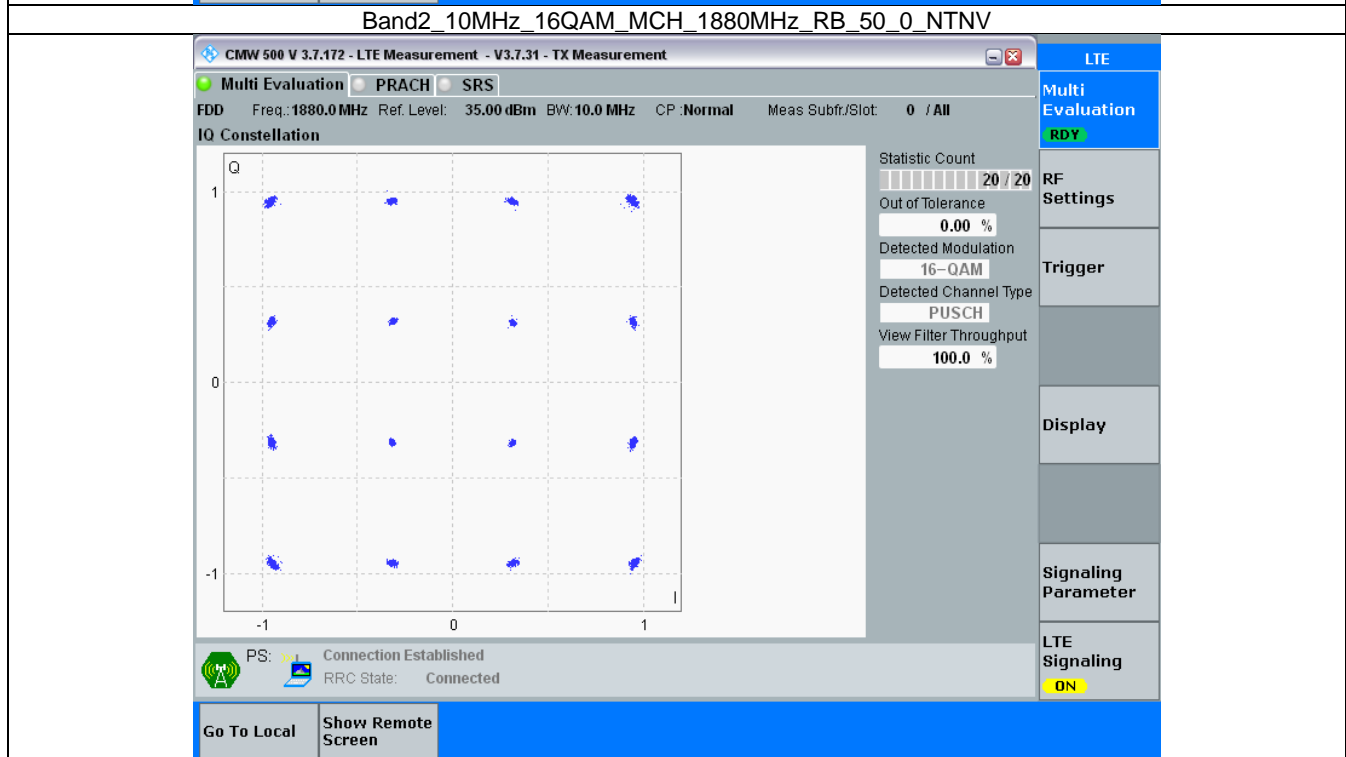 Band2_10MHz_16QAM_MCH_1880MHz_RB_50_0_NTNV
CMW 500 V 3.7.172 - LTE Measurement - V3.7.31 - TX Measurement
LTE
Multi Evaluation PRACH SRS
FDD Freq.: 1880.0 MHz Ref. Level: 35.00 dBm BW: 10.0 MHz CP : Normal Meas Subfr./Slot: 0 / All
IQ Constellation
Q
1
0
-1
-1 0 1
I
Statistic Count
20 / 20
Out of Tolerance
0.00 %
Detected Modulation
16-QAM
Detected Channel Type
PUSCH
View Filter Throughput
100.0 %
Multi
Evaluation
RDY
RF
Settings
Trigger
Display
Signaling
Parameter
LTE
Signaling
ON
PS: Connection Established
RRC State: Connected
Go To Local
Show Remote
Screen